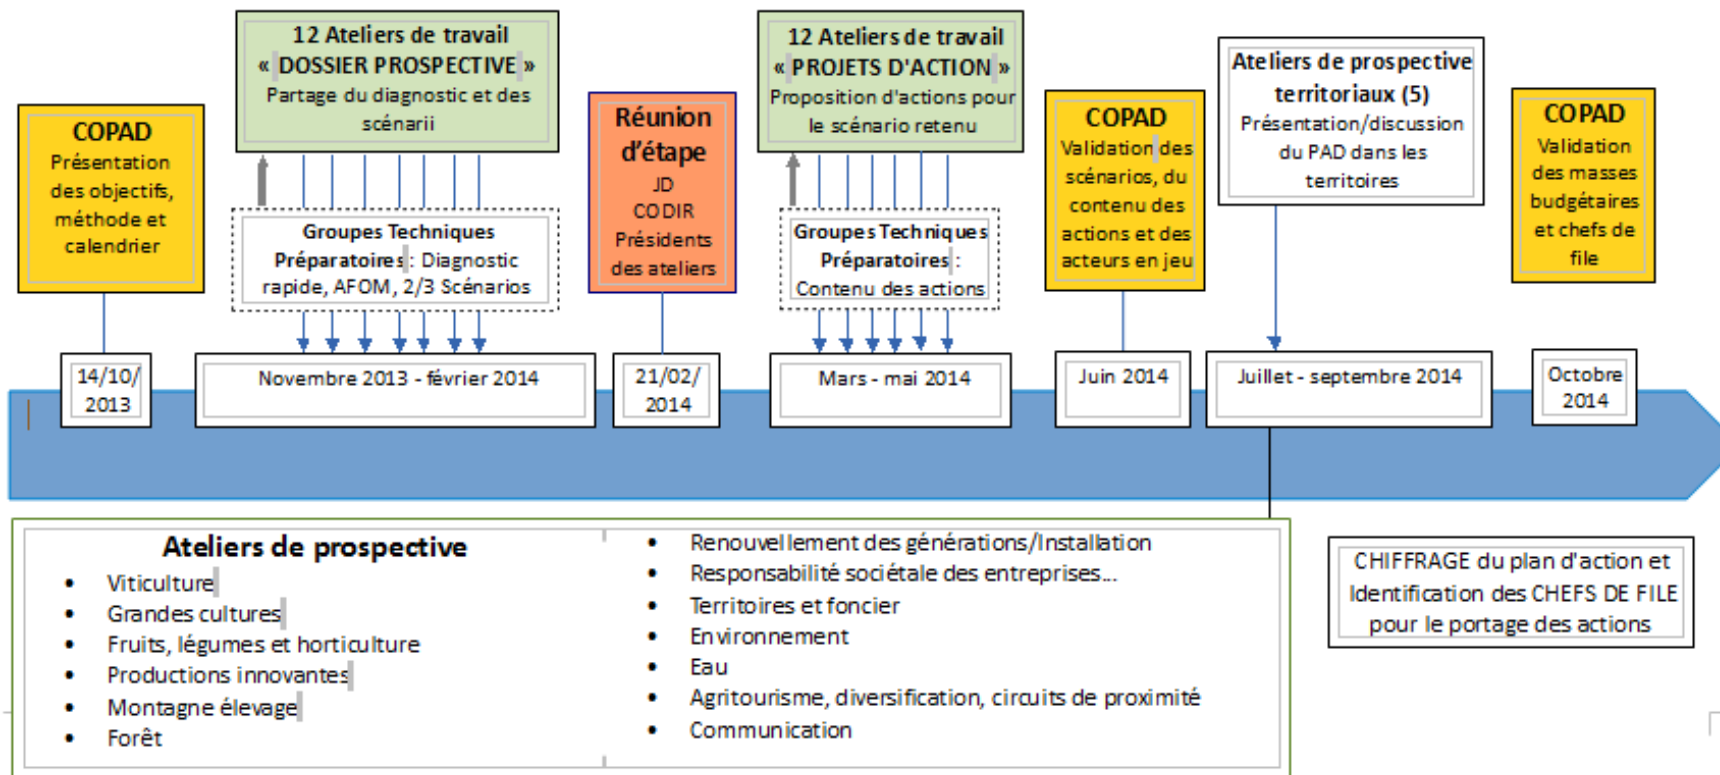 12 Ateliers de travail
« DOSSIER PROSPECTIVE »
Partage du diagnostic et des
scénarii
12 Ateliers de travail
« PROJETS D'ACTION »
Proposition d'actions pour
le scénario retenu
Ateliers de prospective
territoriaux (5)
Présentation/discussion
du PAD dans les
territoires
COPAD
Présentation
des objectifs,
méthode et
calendrier
Réunion
d’étape
JD
CODIR
Présidents
des ateliers
COPAD
Validation des
scénarios, du
contenu des
actions et des
acteurs en jeu
COPAD
Validation
des masses
budgétaires
et chefs de
file
Groupes Techniques
Préparatoires : Diagnostic
rapide, AFOM, 2/3 Scénarios
Groupes Techniques
Préparatoires :
Contenu des actions
14/10/
2013
Novembre 2013 - février 2014
21/02/
2014
Mars - mai 2014
Juin 2014
Juillet - septembre 2014
Octobre
2014
Ateliers de prospective
• Viticulture
• Grandes cultures
• Fruits, légumes et horticulture
• Productions innovantes
• Montagne élevage
• Forêt
• Renouvellement des générations/Installation
• Responsabilité sociétale des entreprises...
• Territoires et foncier
• Environnement
• Eau
• Agritourisme, diversification, circuits de proximité
• Communication
CHIFFRAGE du plan d'action et
Identification des CHEFS DE FILE
pour le portage des actions